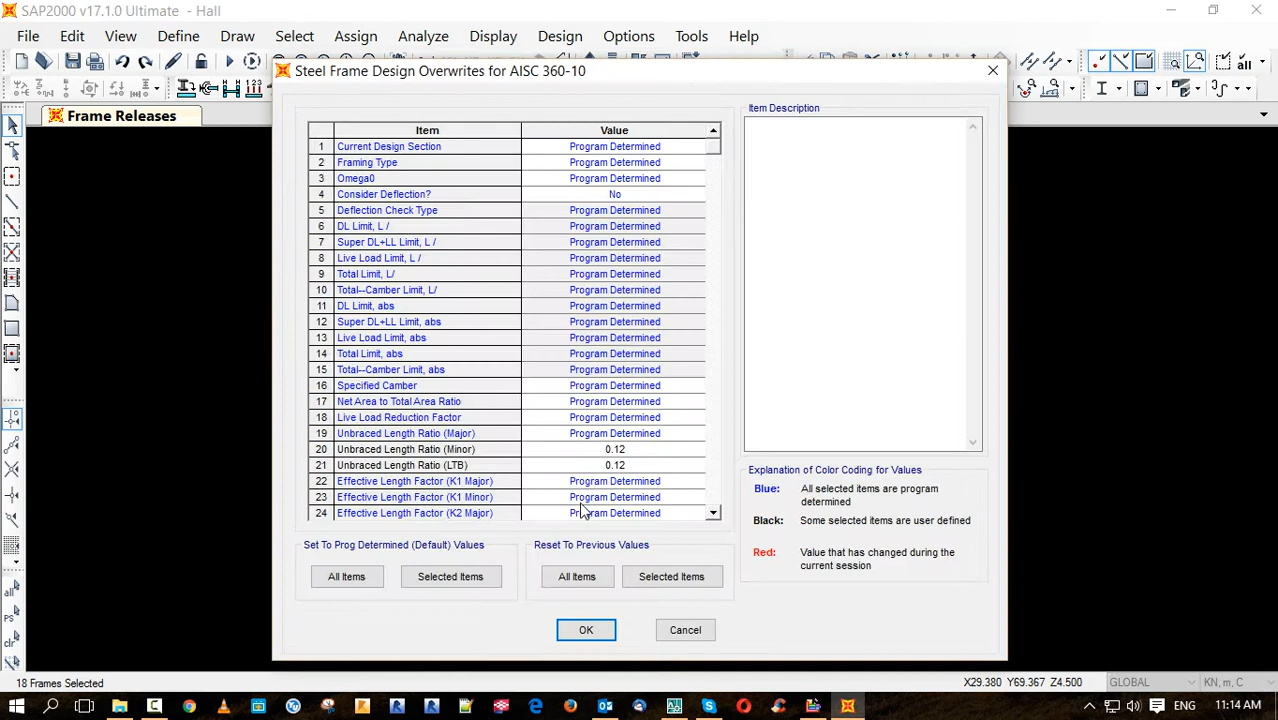 SAP2000 v17.1.0 Ultimate - Hall
File Edit View Define Draw Select Assign Analyze Display Design Options Tools Help
Steel Frame Design Overwrites for AISC 360-10
all
Frame Releases
Item Value
1 Current Design Section Program Determined
2 Framing Type Program Determined
3 Omega0 Program Determined
4 Consider Deflection? No
5 Deflection Check Type Program Determined
6 DL Limit, L / Program Determined
7 Super DL+LL Limit, L / Program Determined
8 Live Load Limit, L / Program Determined
9 Total Limit, L/ Program Determined
10 Total--Camber Limit, L/ Program Determined
11 DL Limit, abs Program Determined
12 Super DL+LL Limit, abs Program Determined
13 Live Load Limit, abs Program Determined
14 Total Limit, abs Program Determined
15 Total--Camber Limit, abs Program Determined
16 Specified Camber Program Determined
17 Net Area to Total Area Ratio Program Determined
18 Live Load Reduction Factor Program Determined
19 Unbraced Length Ratio (Major) Program Determined
20 Unbraced Length Ratio (Minor) 0.12
21 Unbraced Length Ratio (LTB) 0.12
22 Effective Length Factor (K1 Major) Program Determined
23 Effective Length Factor (K1 Minor) Program Determined
24 Effective Length Factor (K2 Major) Program Determined
Item Description
Explanation of Color Coding for Values
Blue: All selected items are program
determined
Black: Some selected items are user defined
Red: Value that has changed during the
current session
Set To Prog Determined (Default) Values
All Items Selected Items
Reset To Previous Values
All Items Selected Items
OK Cancel
all
PS
clr
18 Frames Selected
X29.380 Y69.367 Z4.500
GLOBAL
KN, m, C
ENG
11:14 AM